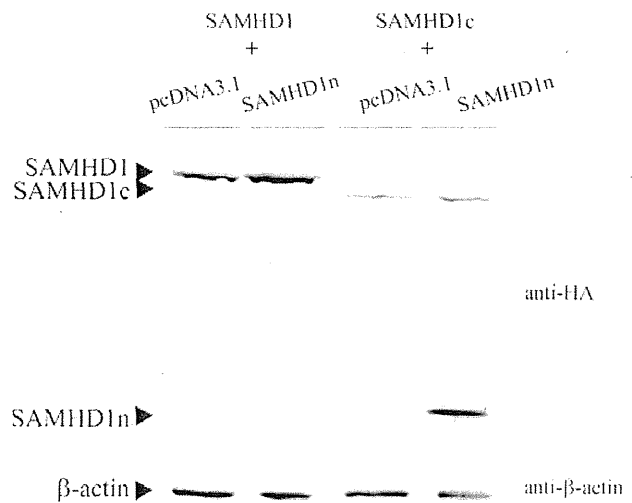 SAMHD1 SAMHD1c
+ +
pcDNA3.1 SAMHD1n pcDNA3.1 SAMHD1n
SAMHD1
SAMHD1c
anti-HA
SAMHD1n
β-actin anti-β-actin